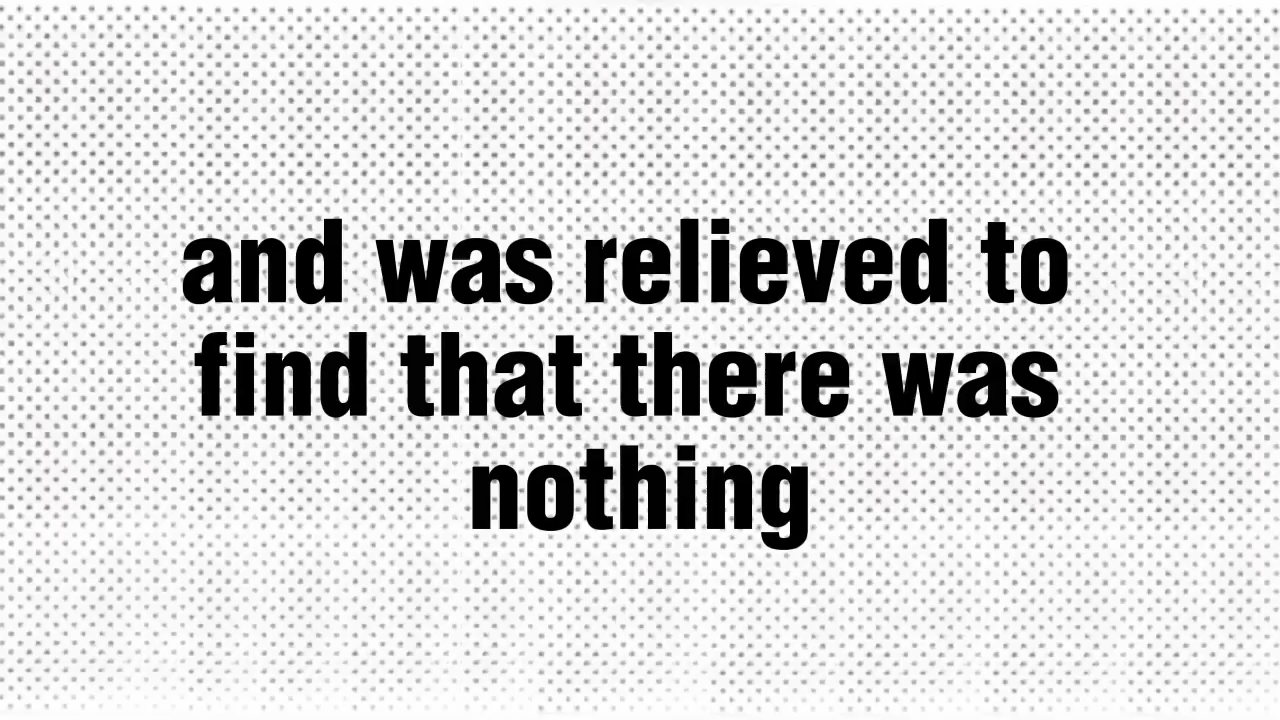 and was relieved to
find that there was
nothing